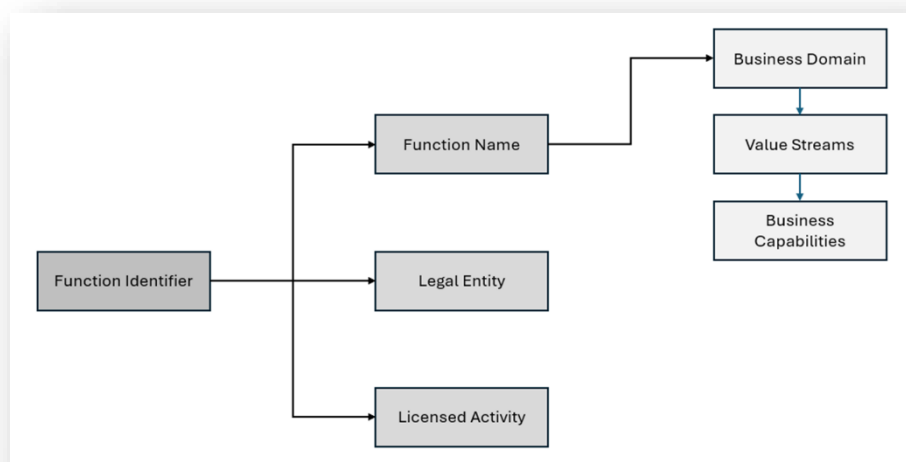 Business Domain
Function Name
Value Streams
Business
Capabilities
Function Identifier
Legal Entity
Licensed Activity